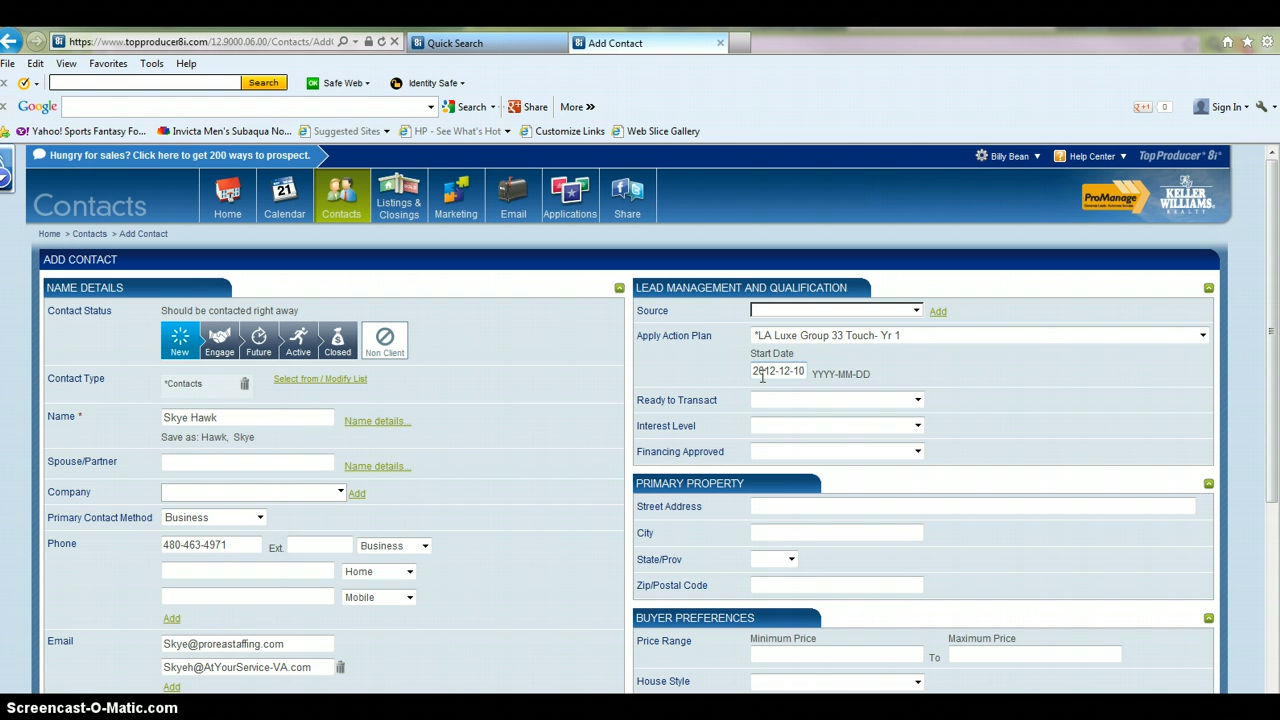 https://www.topproducer8i.com/12.9000.06.00/Contacts/Add(
8i Quick Search
8i Add Contact
File Edit View Favorites Tools Help
Search OK Safe Web Identity Safe
Google Search Share More »
g+1 0 Sign In
Yahoo! Sports Fantasy Fo... Invicta Men's Subaqua No... Suggested Sites HP - See What's Hot Customize Links Web Slice Gallery
Hungry for sales? Click here to get 200 ways to prospect.
Billy Bean Help Center Top Producer 8i
Contacts
Home Calendar 21 Contacts Listings & Closings Marketing Email Applications Share
ProManage
KELLER WILLIAMS REALTY
Home > Contacts > Add Contact
ADD CONTACT
NAME DETAILS
Contact Status Should be contacted right away
New Engage Future Active Closed Non Client
Contact Type *Contacts Select from / Modify List
Name * Skye Hawk Name details...
Save as: Hawk, Skye
Spouse/Partner Name details...
Company Add
Primary Contact Method Business
Phone 480-463-4971 Ext. Business
Home
Mobile
Add
Email Skye@proreastaffing.com
Skyeh@AtYourService-VA.com
Add
LEAD MANAGEMENT AND QUALIFICATION
Source Add
Apply Action Plan *LA Luxe Group 33 Touch- Yr 1
Start Date
2012-12-10 YYYY-MM-DD
Ready to Transact
Interest Level
Financing Approved
PRIMARY PROPERTY
Street Address
City
State/Prov
Zip/Postal Code
BUYER PREFERENCES
Price Range Minimum Price Maximum Price
To
House Style
Screencast-O-Matic.com